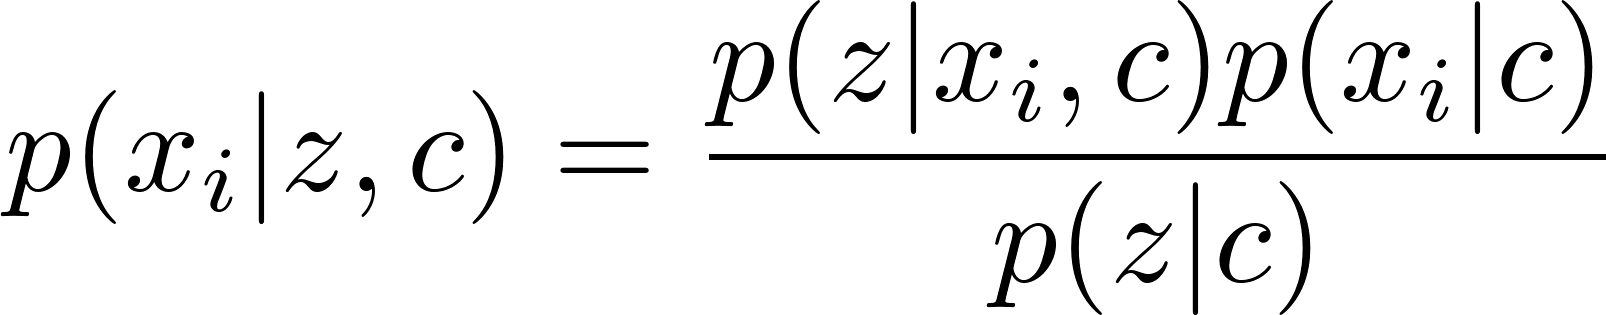 p(x_i|z, c) = \frac{p(z|x_i, c)p(x_i|c)}{p(z|c)}